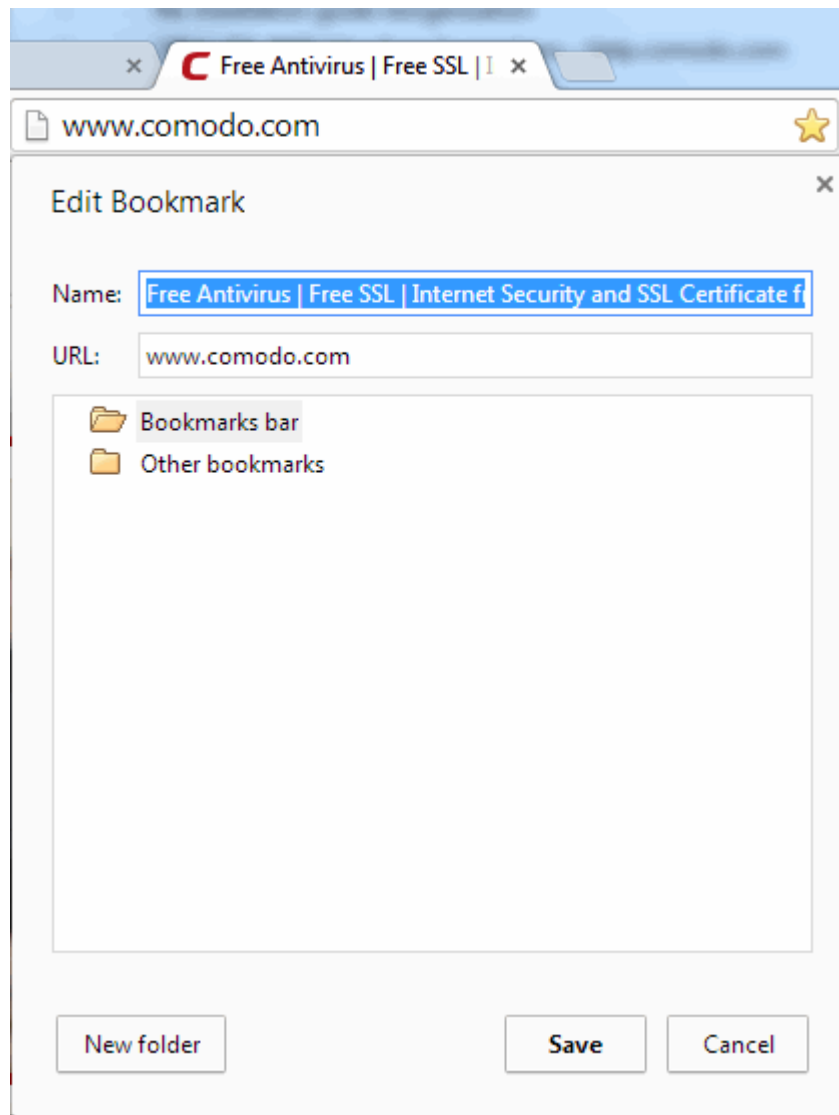 Free Antivirus | Free SSL | I
www.comodo.com
Edit Bookmark
Name: Free Antivirus | Free SSL | Internet Security and SSL Certificate f
URL: www.comodo.com
Bookmarks bar
Other bookmarks
New folder Save Cancel